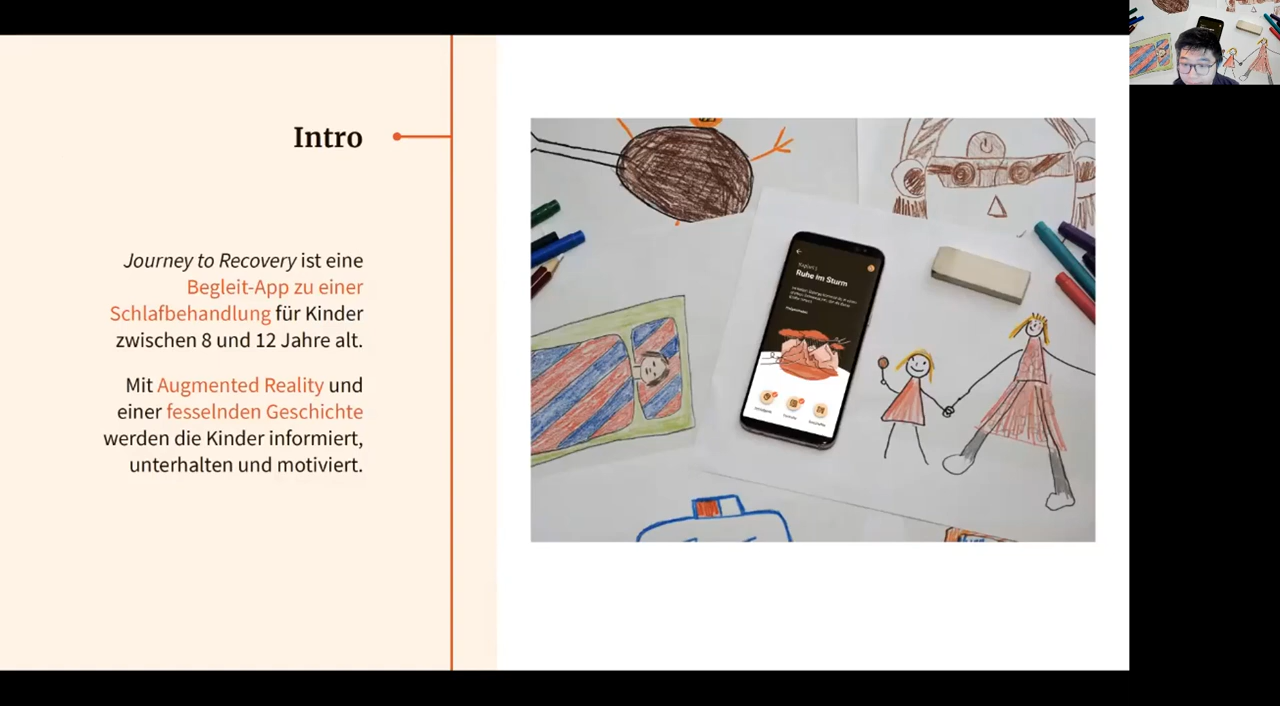 Intro
Journey to Recovery ist eine
Begleit-App zu einer
Schlafbehandlung für Kinder
zwischen 8 und 12 Jahre alt.
Mit Augmented Reality und
einer fesselnden Geschichte
werden die Kinder informiert,
unterhalten und motiviert.
Ruhe im Sturm